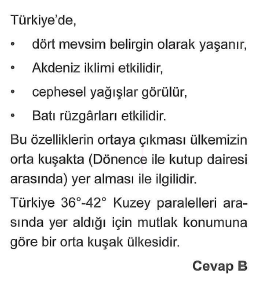 Türkiye'de,
• dört mevsim belirgin olarak yaşanır,
• Akdeniz iklimi etkilidir,
• cephesel yağışlar görülür,
• Batı rüzgârları etkilidir.
Bu özelliklerin ortaya çıkması ülkemizin
orta kuşakta (Dönence ile kutup dairesi
arasında) yer alması ile ilgilidir.
Türkiye 36°-42° Kuzey paralelleri ara-
sında yer aldığı için mutlak konumuna
göre bir orta kuşak ülkesidir.
Cevap B